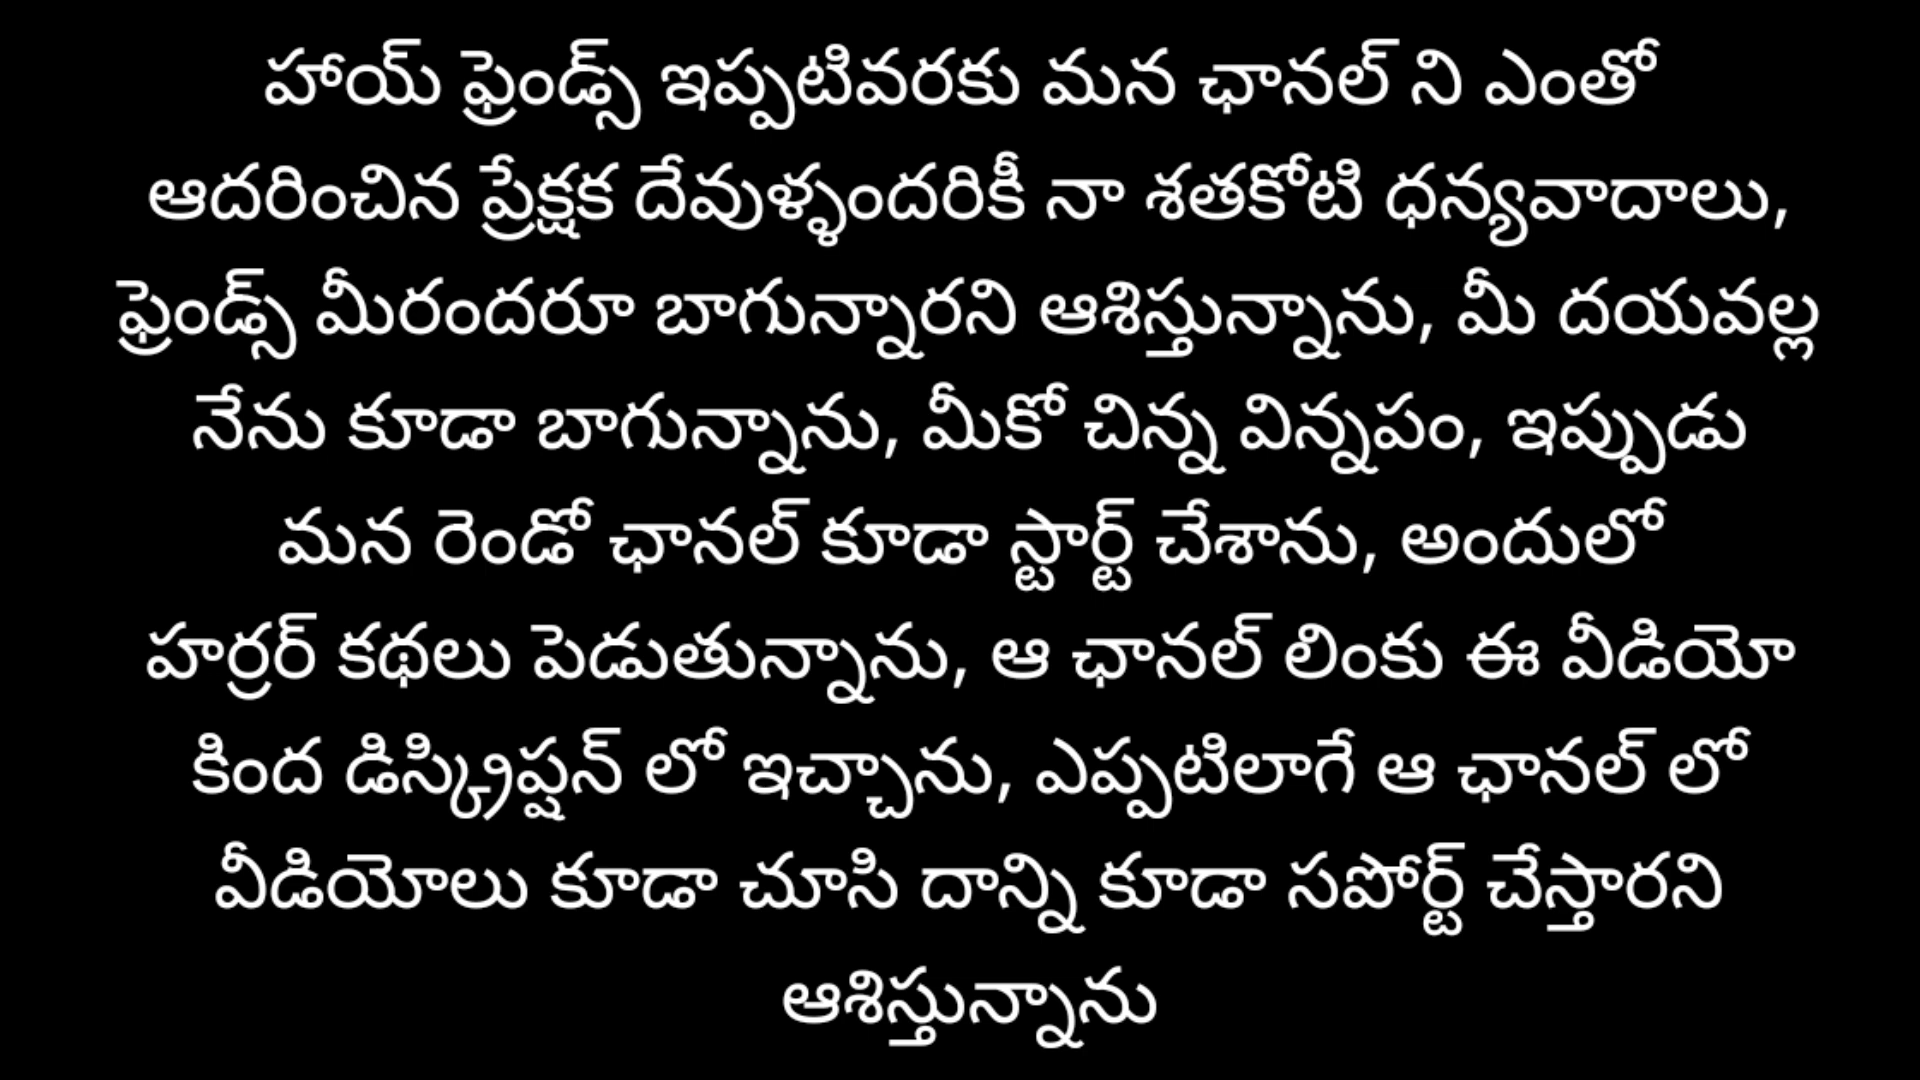 హాయ్ ఫ్రెండ్స్ ఇప్పటివరకు మన ఛానల్ ని ఎంతో
ఆదరించిన ప్రేక్షక దేవుళ్ళందరికీ నా శతకోటి ధన్యవాదాలు,
ఫ్రెండ్స్ మీరందరూ బాగున్నారని ఆశిస్తున్నాను, మీ దయవల్ల
నేను కూడా బాగున్నాను, మీకో చిన్న విన్నపం, ఇప్పుడు
మన రెండో ఛానల్ కూడా స్టార్ట్ చేశాను, అందులో
హర్రర్ కథలు పెడుతున్నాను, ఆ ఛానల్ లింకు ఈ వీడియో
కింద డిస్క్రిప్షన్ లో ఇచ్చాను, ఎప్పటిలాగే ఆ ఛానల్ లో
వీడియోలు కూడా చూసి దాన్ని కూడా సపోర్ట్ చేస్తారని
ఆశిస్తున్నాను